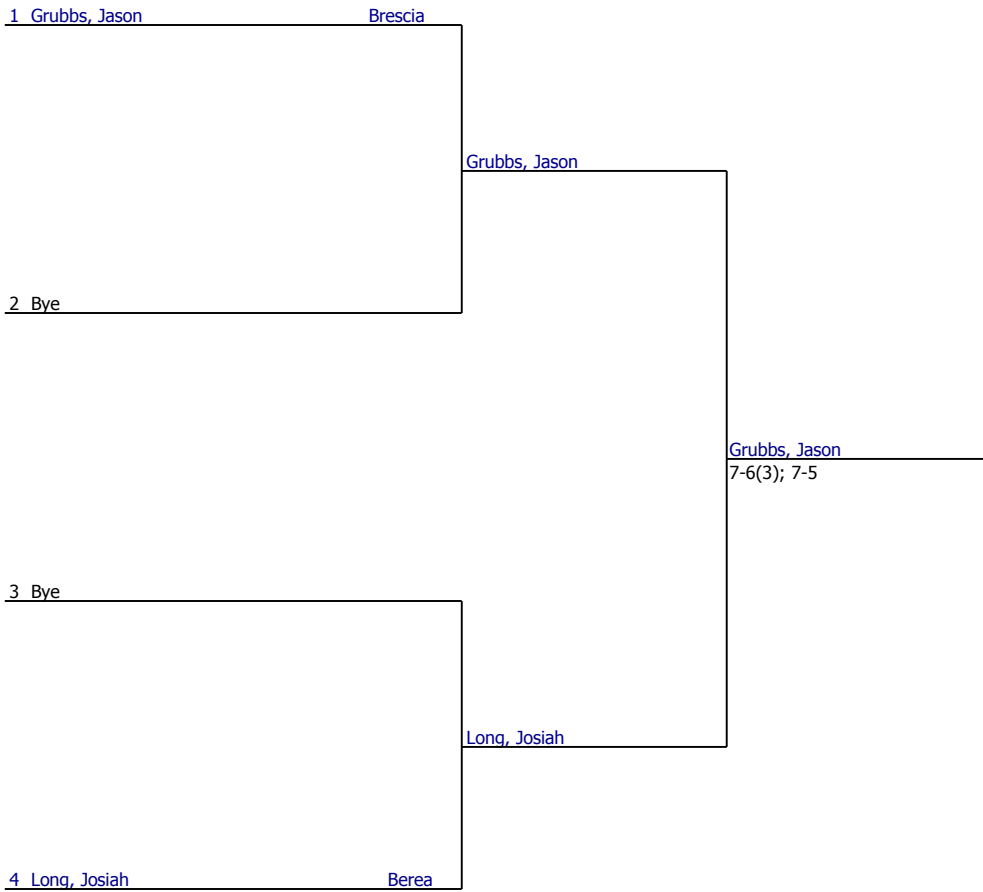 1 Grubbs, Jason Brescia
Grubbs, Jason
2 Bye
Grubbs, Jason
7-6(3); 7-5
3 Bye
Long, Josiah
4 Long, Josiah Berea